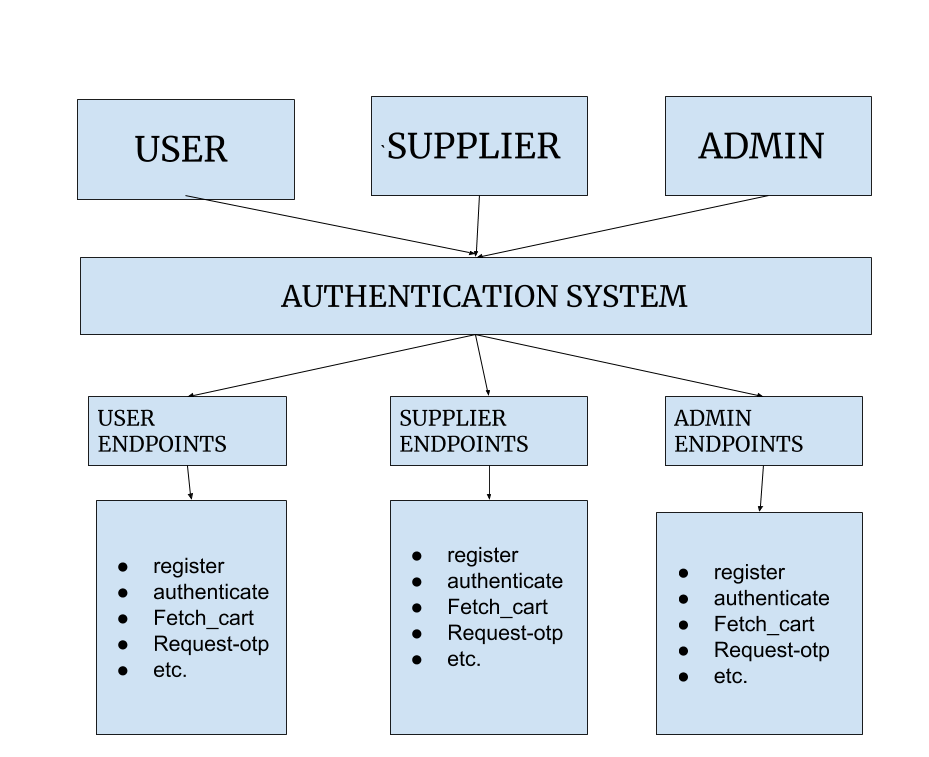 USER
`SUPPLIER
ADMIN
AUTHENTICATION SYSTEM
USER
ENDPOINTS
SUPPLIER
ENDPOINTS
ADMIN
ENDPOINTS
● register
● authenticate
● Fetch_cart
● Request-otp
● etc.
● register
● authenticate
● Fetch_cart
● Request-otp
● etc.
● register
● authenticate
● Fetch_cart
● Request-otp
● etc.